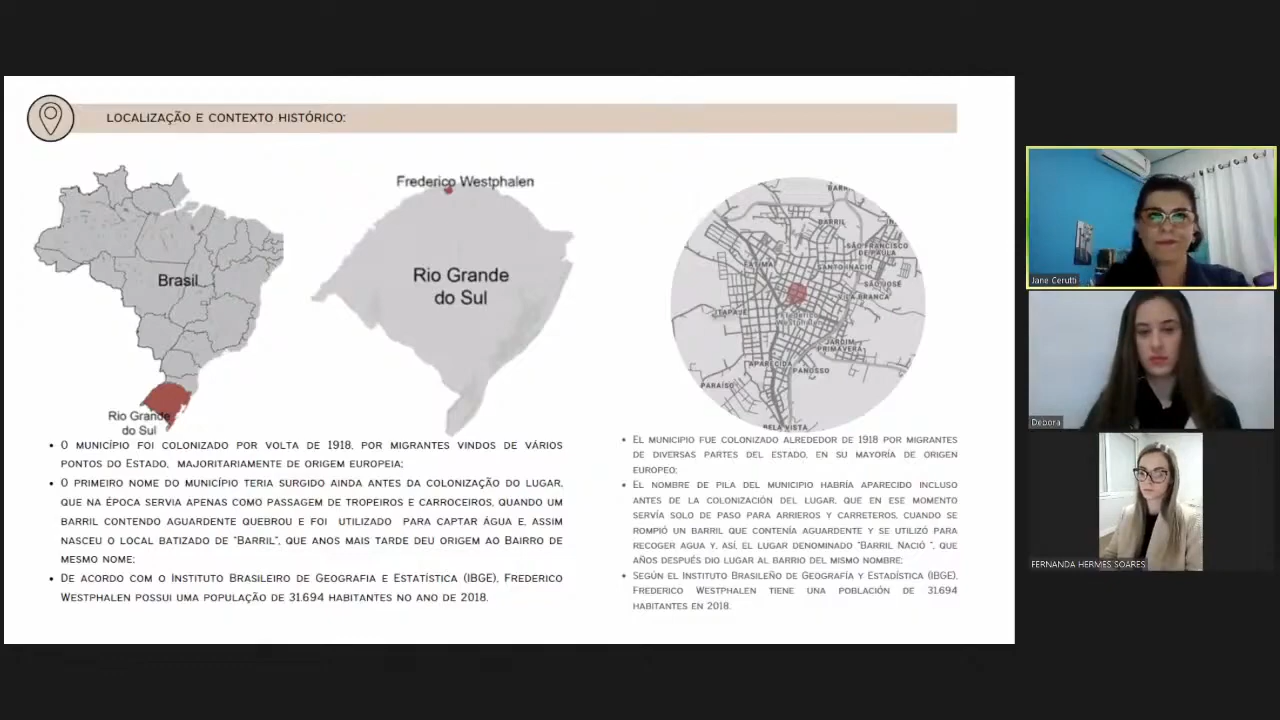 LOCALIZAÇÃO E CONTEXTO HISTÓRICO:
Brasil
Rio Grande
do Sul
Frederico Westphalen
Rio Grande
do Sul
BARRIL
SÃO FRANCISCO
DE PAULA
FÁTIMA
SANTO INÁCIO
SÃO JOSÉ
VILA BRANCA
ITAPAJÉ
Frederico
Westphalen
JARDIM
PRIMAVERA
APARECIDA
PANOSSO
PARAÍSO
BELA VISTA
• O MUNICÍPIO FOI COLONIZADO POR VOLTA DE 1918, POR MIGRANTES VINDOS DE VÁRIOS
PONTOS DO ESTADO, MAJORITARIAMENTE DE ORIGEM EUROPEIA;
• O PRIMEIRO NOME DO MUNICÍPIO TERIA SURGIDO AINDA ANTES DA COLONIZAÇÃO DO LUGAR,
QUE NA ÉPOCA SERVIA APENAS COMO PASSAGEM DE TROPEIROS E CARROCEIROS, QUANDO UM
BARRIL CONTENDO AGUARDENTE QUEBROU E FOI UTILIZADO PARA CAPTAR ÁGUA E, ASSIM
NASCEU O LOCAL BATIZADO DE "BARRIL", QUE ANOS MAIS TARDE DEU ORIGEM AO BAIRRO DE
MESMO NOME;
• DE ACORDO COM O INSTITUTO BRASILEIRO DE GEOGRAFIA E ESTATÍSTICA (IBGE), FREDERICO
WESTPHALEN POSSUI UMA POPULAÇÃO DE 31.694 HABITANTES NO ANO DE 2018.
• EL MUNICIPIO FUE COLONIZADO ALREDEDOR DE 1918 POR MIGRANTES
DE DIVERSAS PARTES DEL ESTADO, EN SU MAYORÍA DE ORIGEN
EUROPEO;
• EL NOMBRE DE PILA DEL MUNICIPIO HABRÍA APARECIDO INCLUSO
ANTES DE LA COLONIZACIÓN DEL LUGAR, QUE EN ESE MOMENTO
SERVÍA SOLO DE PASO PARA ARRIEROS Y CARRETEROS, CUANDO SE
ROMPIÓ UN BARRIL QUE CONTENÍA AGUARDENTE Y SE UTILIZÓ PARA
RECOGER AGUA Y, ASÍ, EL LUGAR DENOMINADO "BARRIL NACIÓ ", QUE
AÑOS DESPUÉS DIO LUGAR AL BARRIO DEL MISMO NOMBRE;
• SEGÚN EL INSTITUTO BRASILEÑO DE GEOGRAFÍA Y ESTADÍSTICA (IBGE),
FREDERICO WESTPHALEN TIENE UNA POBLACIÓN DE 31.694
HABITANTES EN 2018.
Jane Cerutti
Debora
FERNANDA HERMES SOARES